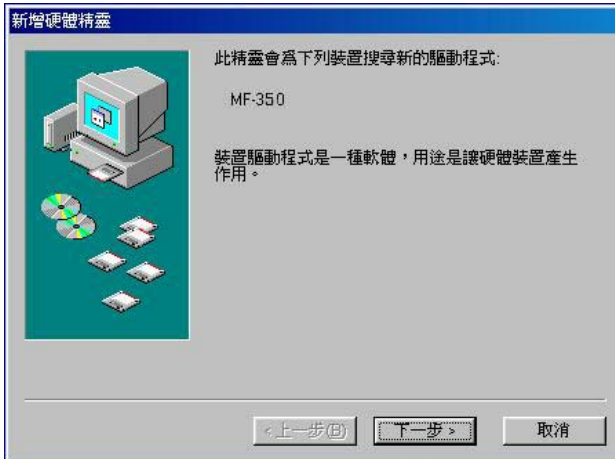 新增硬體精靈
此精靈會為下列裝置搜尋新的驅動程式:
MF-350
裝置驅動程式是一種軟體，用途是讓硬體裝置產生
作用。
<上一步(B)
下一步 >
取消